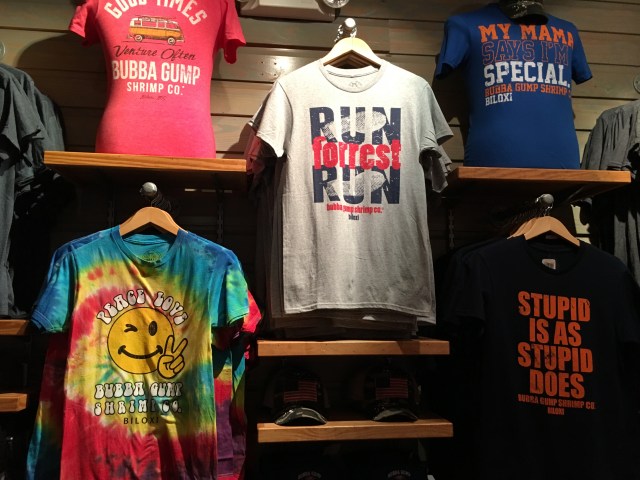 GOOD TIMES
Venture Often
BUBBA GUMP
SHRIMP CO.
RUN
forrest
RUN
bubba gump shrimp co.
biloxi
MY MAMA
SAYS I'M
SPECIAL.
BUBBA GUMP SHRIMP CO.
BILOXI
PEACE LOVE
BUBBA GUMP
SHRIMP CO.
BILOXI
STUPID
IS AS
STUPID
DOES
BUBBA GUMP SHRIMP CO.
BILOXI